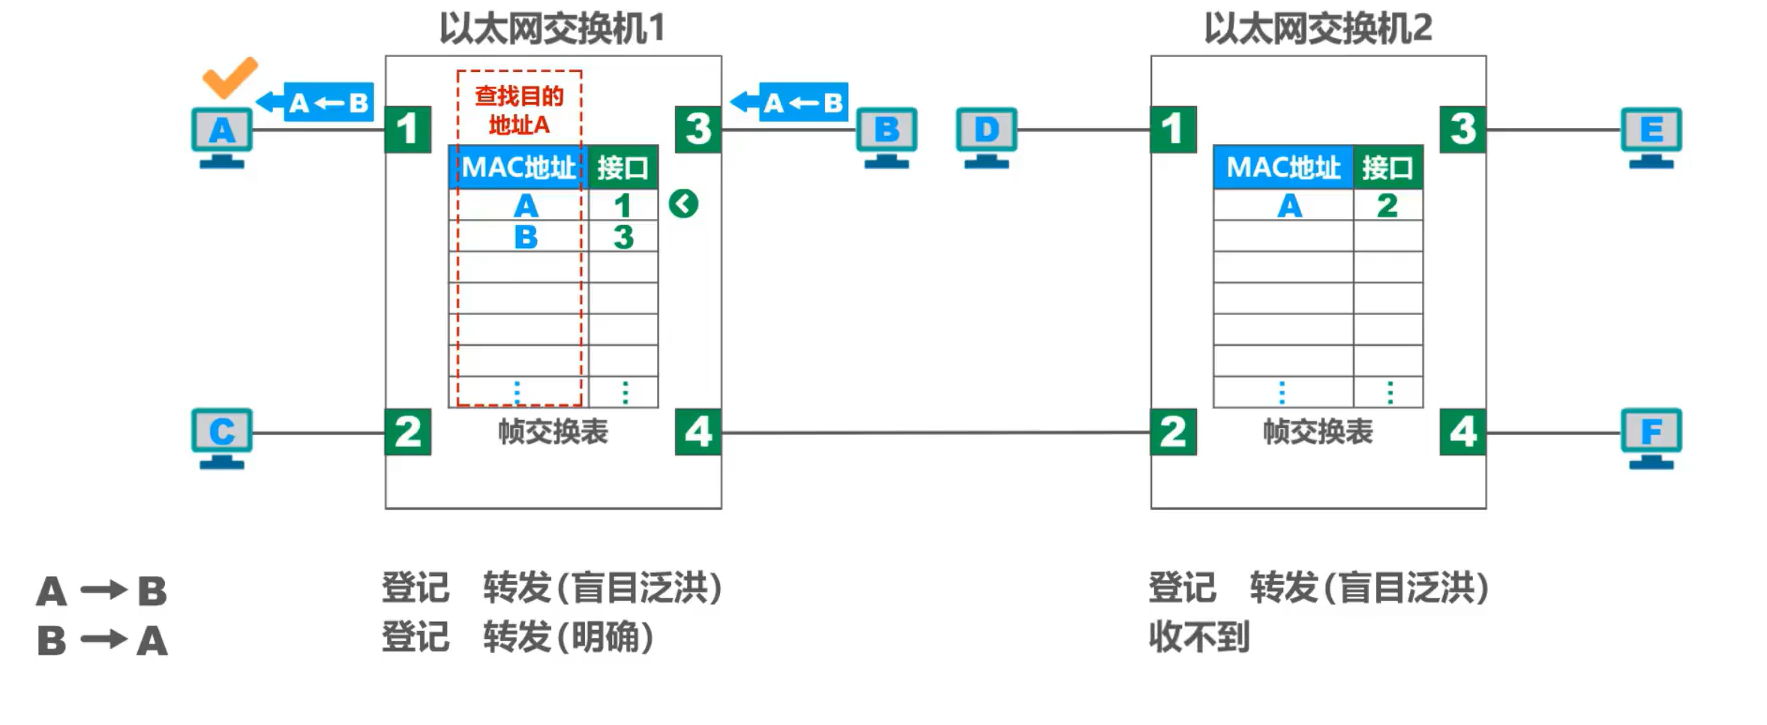 以太网交换机1
以太网交换机2
查找目的
地址A
A←B
A←B
A
1
3
B
D
1
3
E
MAC地址 接口
A 1
B 3
⋮ ⋮
MAC地址 接口
A 2
⋮ ⋮
C
2
帧交换表
4
2
帧交换表
4
F
A→B 登记 转发(盲目泛洪) 登记 转发(盲目泛洪)
B→A 登记 转发(明确) 收不到